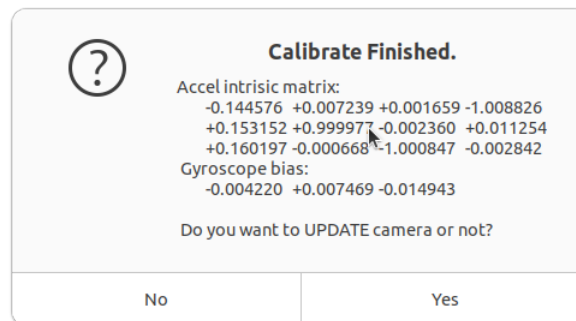 Calibrate Finished.
Accel intrisic matrix:
-0.144576 +0.007239 +0.001659 -1.008826
+0.153152 +0.999977 -0.002360 +0.011254
+0.160197 -0.000668 -1.000847 -0.002842
Gyroscope bias:
-0.004220 +0.007469 -0.014943
Do you want to UPDATE camera or not?
No Yes